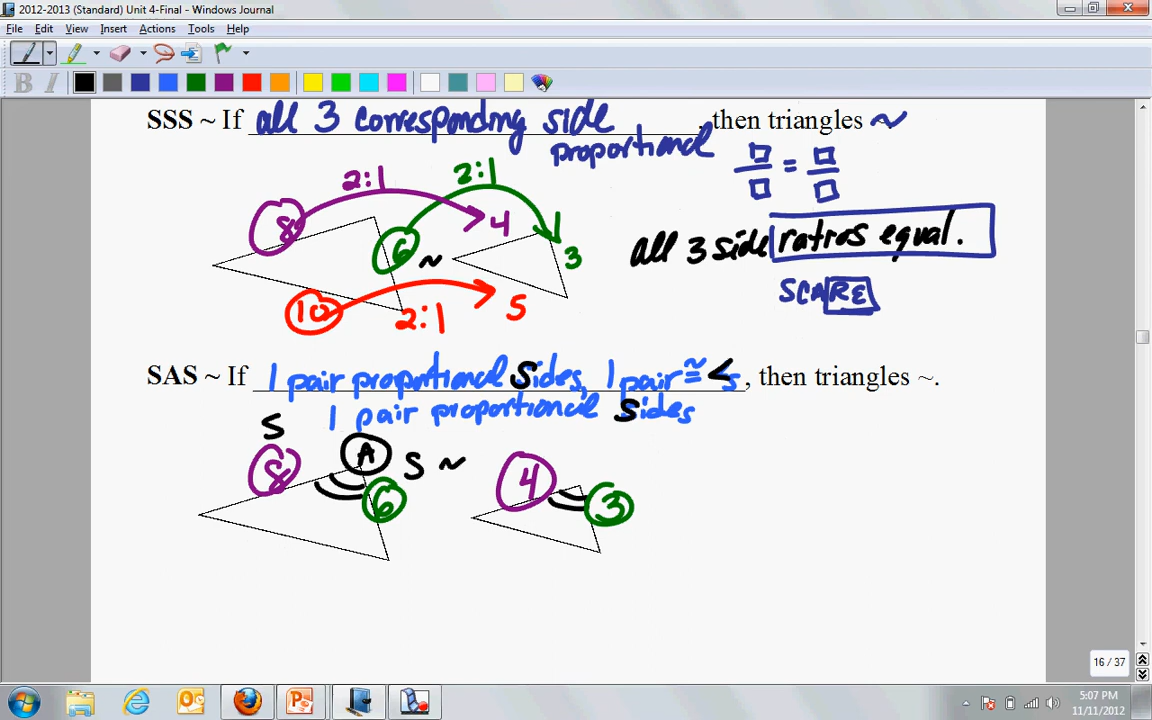 2012-2013 (Standard) Unit 4-Final - Windows Journal
File Edit View Insert Actions Tools Help
B I
SSS ~ If all 3 corresponding side proportional, then triangles ~
□/□ = □/□
2:1 2:1
8 4
6 ~ 3
all 3 side ratios equal.
SCARE
10 2:1 5
SAS ~ If 1 pair proportional sides, 1 pair ≅ <s, then triangles ~.
1 pair proportional sides
S
8 A S ~ 4
6 3
16 / 37
5:07 PM
11/11/2012